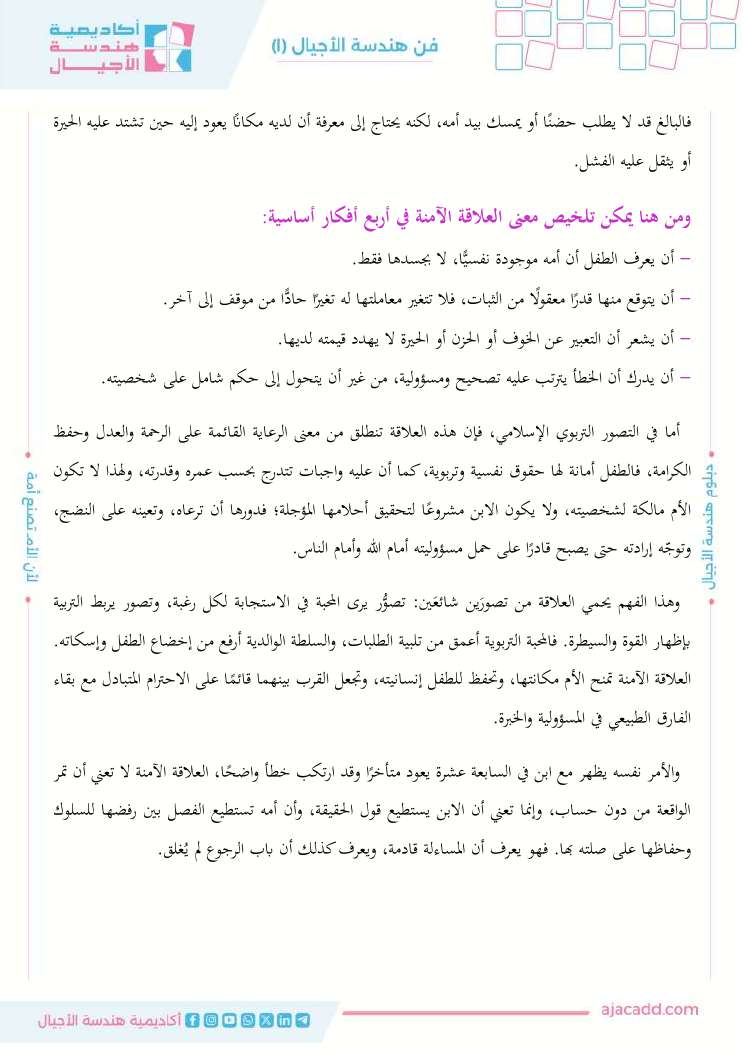 أكاديمية
هندسة
الأجيال
فن هندسة الأجيال (١)
فالبالغ قد لا يطلب حضنًا أو يمسك بيد أمه، لكنه يحتاج إلى معرفة أن لديه مكانًا يعود إليه حين تشتد عليه الحيرة
أو يثقل عليه الفشل.
ومن هنا يمكن تلخيص معنى العلاقة الآمنة في أربع أفكار أساسية:
– أن يعرف الطفل أن أمه موجودة نفسيًّا، لا بجسدها فقط.
– أن يتوقع منها قدرًا معقولًا من الثبات، فلا تتغير معاملتها له تغيرًا حادًّا من موقف إلى آخر.
– أن يشعر أن التعبير عن الخوف أو الحزن أو الحيرة لا يهدد قيمته لديها.
– أن يدرك أن الخطأ يترتب عليه تصحيح ومسؤولية، من غير أن يتحول إلى حكم شامل على شخصيته.
أما في التصور التربوي الإسلامي، فإن هذه العلاقة تنطلق من معنى الرعاية القائمة على الرحمة والعدل وحفظ
الكرامة، فالطفل أمانة لها حقوق نفسية وتربوية، كما أن عليه واجبات تتدرج بحسب عمره وقدرته، ولهذا لا تكون
الأم مالكة لشخصيته، ولا يكون الابن مشروعًا لتحقيق أحلامها المؤجلة؛ فدورها أن ترعاه، وتعينه على النضج،
وتوجّه إرادته حتى يصبح قادرًا على حمل مسؤوليته أمام الله وأمام الناس.
وهذا الفهم يحمي العلاقة من تصورَين شائعَين: تصوُّر يرى المحبة في الاستجابة لكل رغبة، وتصور يربط التربية
بإظهار القوة والسيطرة. فالمحبة التربوية أعمق من تلبية الطلبات، والسلطة الوالدية أرفع من إخضاع الطفل وإسكاته.
العلاقة الآمنة تمنح الأم مكانتها، وتحفظ للطفل إنسانيته، وتجعل القرب بينهما قائمًا على الاحترام المتبادل مع بقاء
الفارق الطبيعي في المسؤولية والخبرة.
والأمر نفسه يظهر مع ابن في السابعة عشرة يعود متأخرًا وقد ارتكب خطأ واضحًا، العلاقة الآمنة لا تعني أن تمر
الواقعة من دون حساب، وإنما تعني أن الابن يستطيع قول الحقيقة، وأن أمه تستطيع الفصل بين رفضها للسلوك
وحفاظها على صلته بها. فهو يعرف أن المساءلة قادمة، ويعرف كذلك أن باب الرجوع لم يُغلق.
دبلوم هندسة الأجيال
لأن الأم تصنع أمة
أكاديمية هندسة الأجيال
ajacadd.com